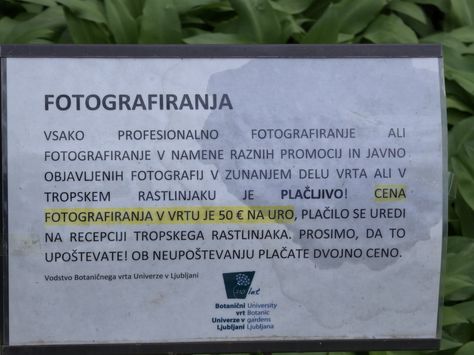 FOTOGRAFIRANJA
VSAKO PROFESIONALNO FOTOGRAFIRANJE ALI
FOTOGRAFIRANJE V NAMENE RAZNIH PROMOCIJ IN JAVNO
OBJAVLJENIH FOTOGRAFIJ V ZUNANJEM DELU VRTA ALI V
TROPSKEM RASTLINJAKU JE PLAČLJIVO! CENA
FOTOGRAFIRANJA V VRTU JE 50 € NA URO, PLAČILO SE UREDI
NA RECEPCIJI TROPSKEGA RASTLINJAKA. PROSIMO, DA TO
UPOŠTEVATE! OB NEUPOŠTEVANJU PLAČATE DVOJNO CENO.
Vodstvo Botaničnega vrta Univerze v Ljubljani
Botanični University
vrt Botanic
Univerze v gardens
Ljubljani Ljubljana